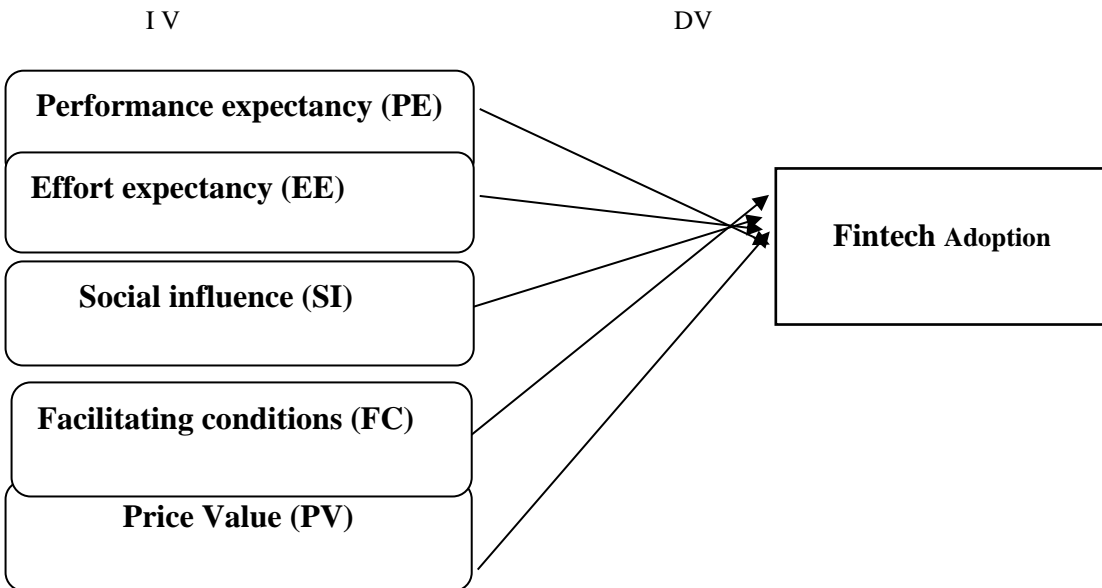 I V
DV
Performance expectancy (PE)
Effort expectancy (EE)
Social influence (SI)
Facilitating conditions (FC)
Price Value (PV)
Fintech Adoption